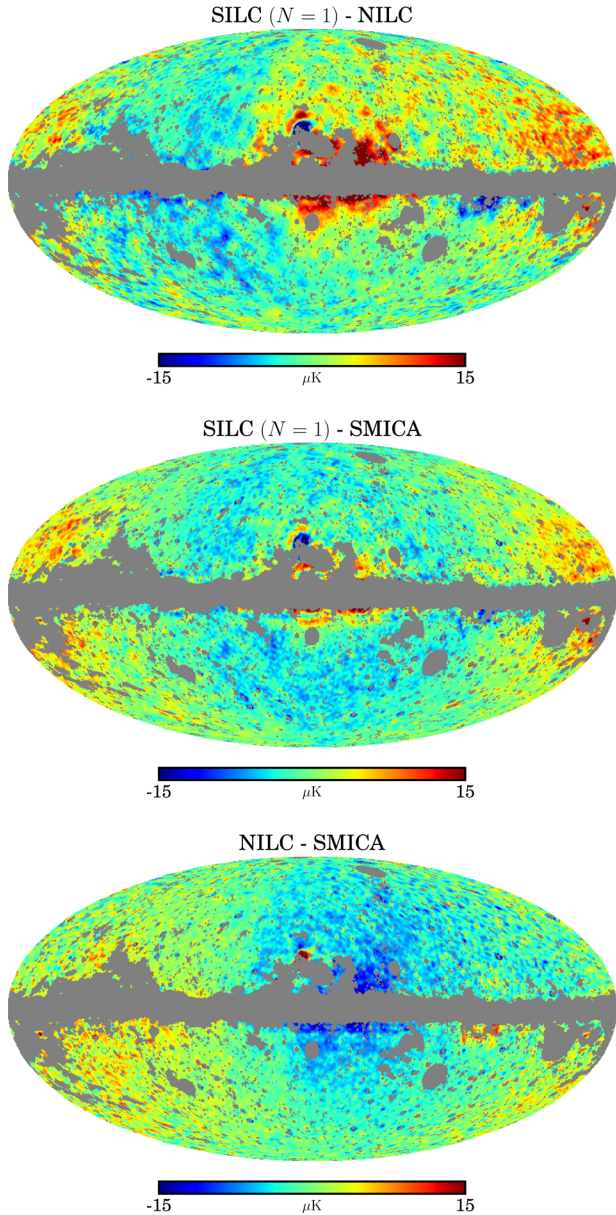 SILC (N = 1) - NILC
-15 μK 15
SILC (N = 1) - SMICA
-15 μK 15
NILC - SMICA
-15 μK 15